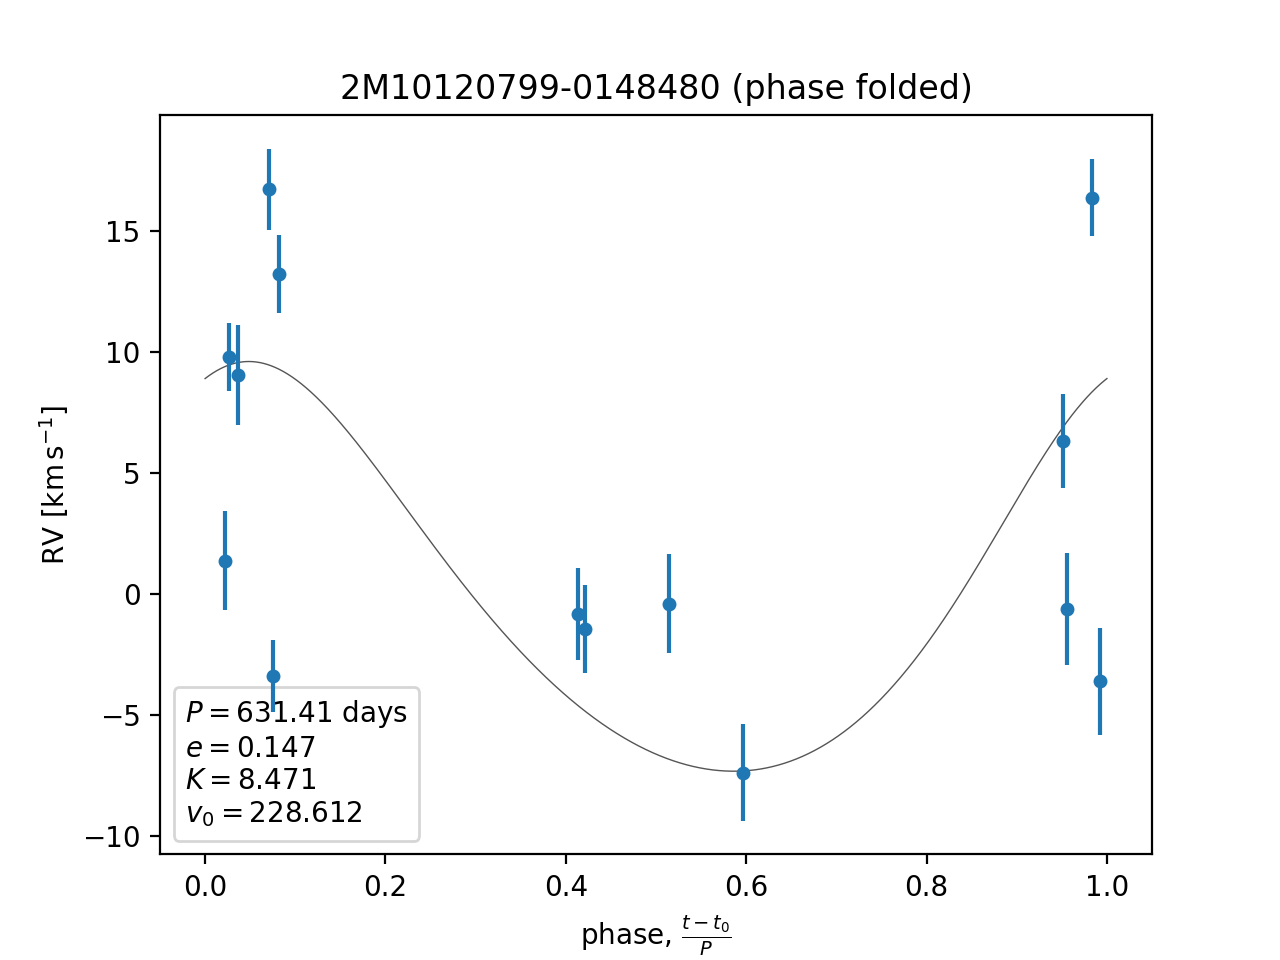 2M10120799-0148480 (phase folded)
RV [km s⁻¹]
15
10
5
0
−5
−10
P = 631.41 days
e = 0.147
K = 8.471
v₀ = 228.612
0.0 0.2 0.4 0.6 0.8 1.0
phase, (t − t₀)/P